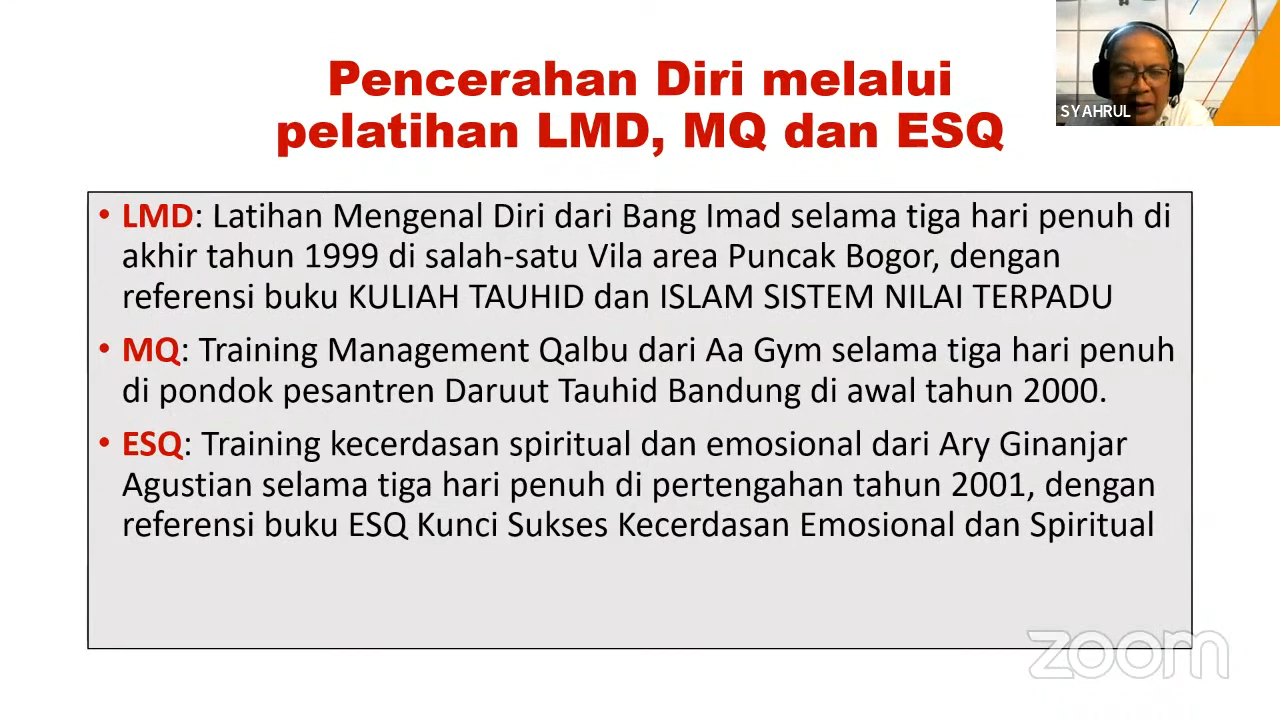 Pencerahan Diri melalui
pelatihan LMD, MQ dan ESQ
SYAHRUL
• LMD: Latihan Mengenal Diri dari Bang Imad selama tiga hari penuh di
akhir tahun 1999 di salah-satu Vila area Puncak Bogor, dengan
referensi buku KULIAH TAUHID dan ISLAM SISTEM NILAI TERPADU
• MQ: Training Management Qalbu dari Aa Gym selama tiga hari penuh
di pondok pesantren Daruut Tauhid Bandung di awal tahun 2000.
• ESQ: Training kecerdasan spiritual dan emosional dari Ary Ginanjar
Agustian selama tiga hari penuh di pertengahan tahun 2001, dengan
referensi buku ESQ Kunci Sukses Kecerdasan Emosional dan Spiritual
zoom